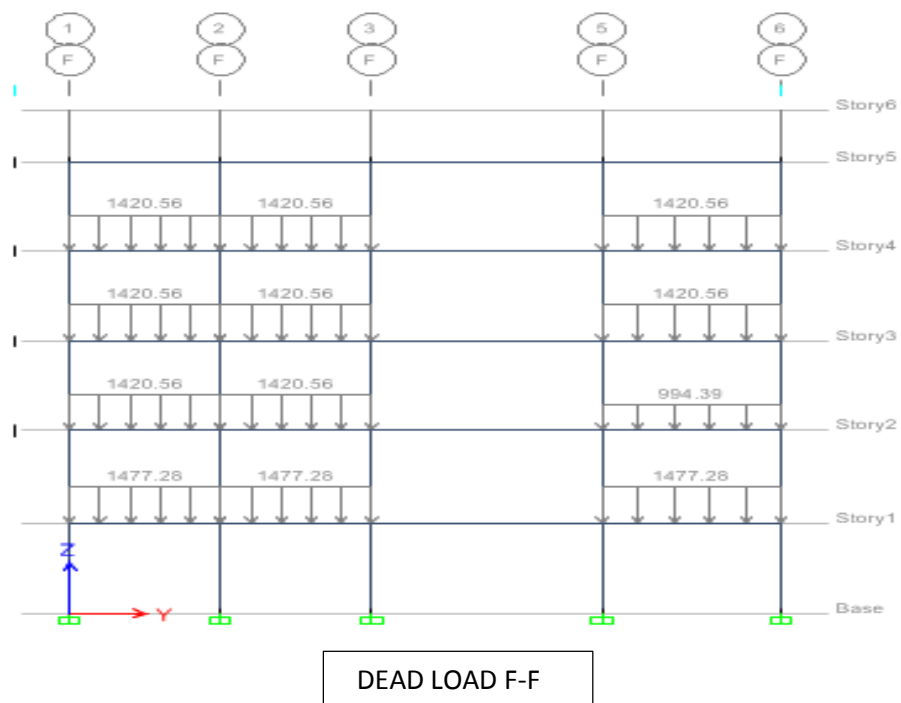 1 2 3 5 6
F F F F F
Story6
Story5
1420.56 1420.56 1420.56
Story4
1420.56 1420.56 1420.56
Story3
1420.56 1420.56 994.39
Story2
1477.28 1477.28 1477.28
Story1
Z
Y
Base
DEAD LOAD F-F